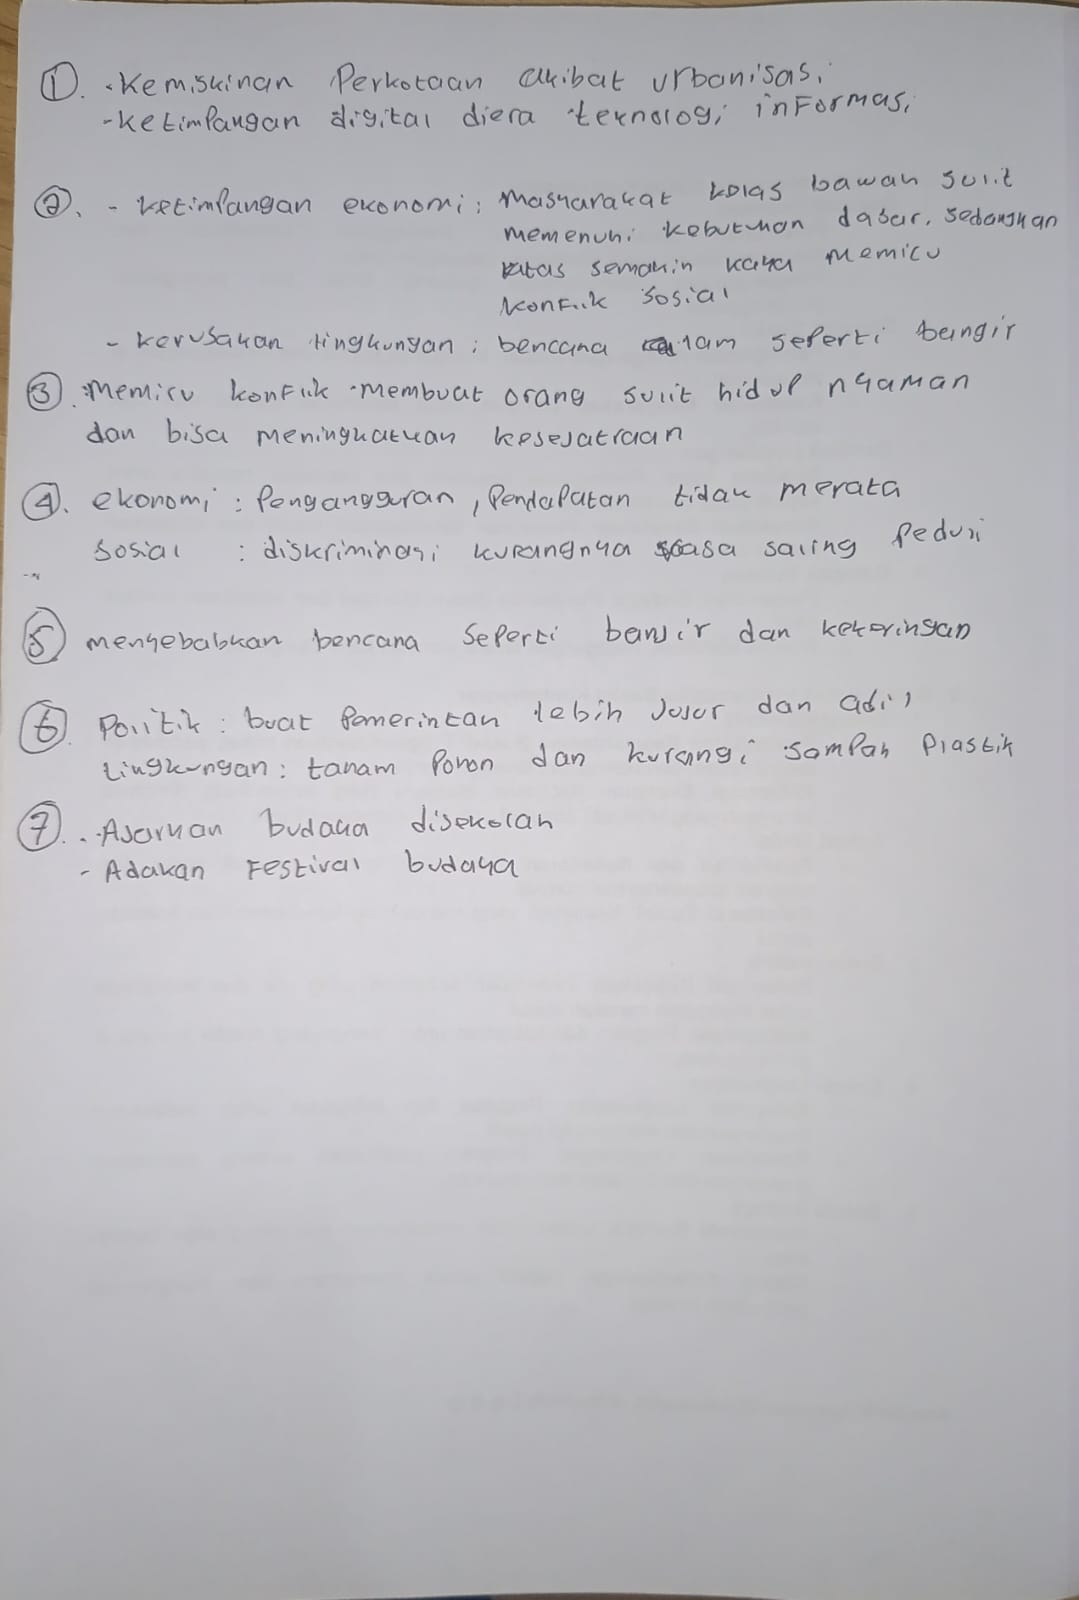 1. - Kemiskinan Perkotaan akibat urbanisasi
- Ketimpangan digital diera teknologi informasi
2. - Ketimpangan ekonomi : Masyarakat kelas bawah sulit
memenuhi kebutuhan dasar, sedangkan
atas semakin kaya memicu
Konflik sosial
- kerusakan lingkungan : bencana alam seperti bangir
3. Memicu konflik membuat orang sulit hidup nyaman
dan bisa meningkatkan kesejatraan
4. ekonomi : Pengangguran, Pendapatan tidak merata
Sosial : diskriminasi kurangnya rasa saling peduli
5 menyebabkan bencana seperti banjir dan kekeringan
6. Politik : buat Pemerintah lebih jujur dan adil
Lingkungan : tanam Pohon dan kurangi sampah Plastik
7. - Ajarkan budaya disekolah
- Adakan Festival budaya